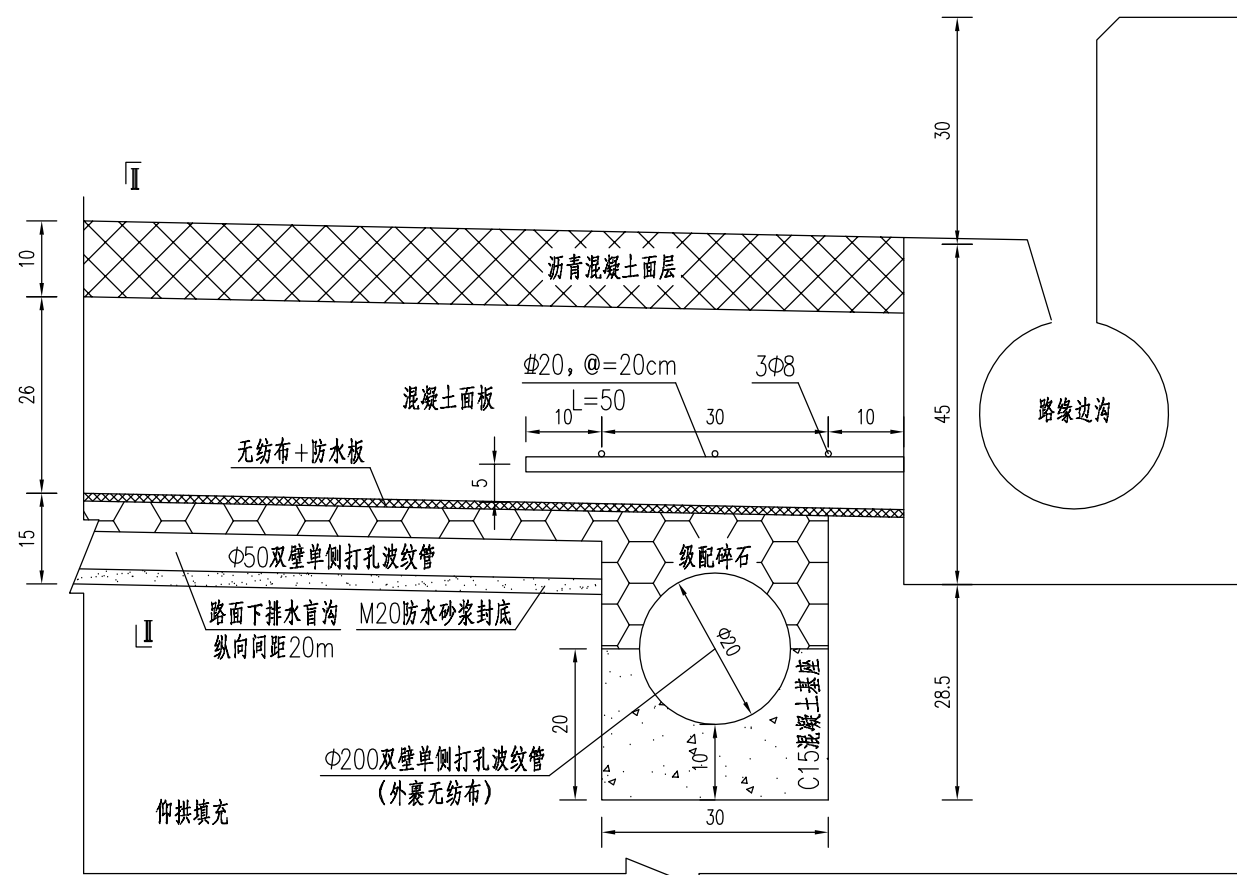 30
Ⅱ
10
沥青混凝土面层
26
⌀20, @=20cm
L=50
3Φ8
混凝土面板
10
30
10
45
路缘边沟
无纺布+防水板
5
15
Φ50双壁单侧打孔波纹管
级配碎石
路面下排水盲沟
纵向间距20m
M20防水砂浆封底
Ⅱ
Φ20
28.5
20
C15混凝土基座
10
Φ200双壁单侧打孔波纹管
(外裹无纺布)
仰拱填充
30